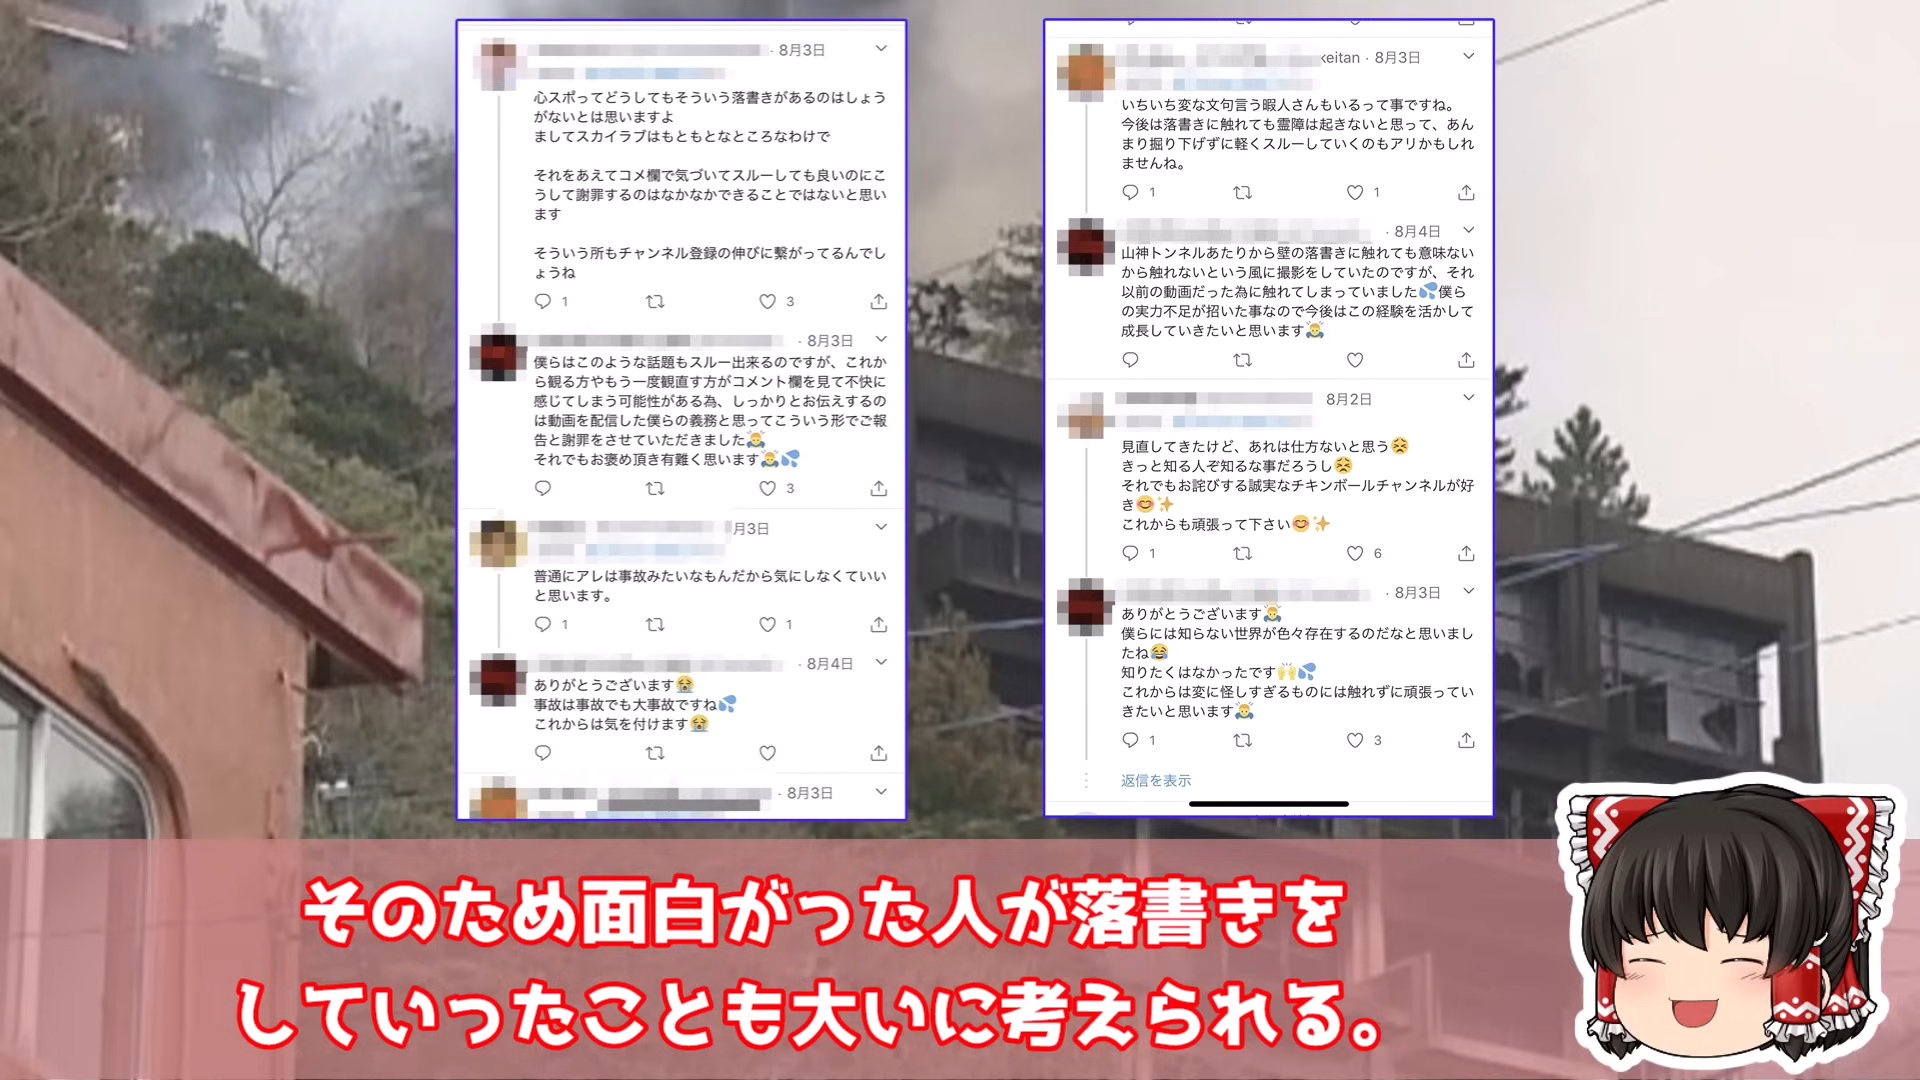 8月3日
心スポってどうしてもそういう落書きがあるのはしょう
がないとは思いますよ
ましてスカイラブはもともとなところなわけで
それをあえてコメ欄で気づいてスルーしても良いのにこ
うして謝罪するのはなかなかできることではないと思い
ます
そういう所もチャンネル登録の伸びに繋がってるんでし
ょうね
1 3
· 8月3日
僕らはこのような話題もスルー出来るのですが、これか
ら観る方やもう一度観直す方がコメント欄を見て不快に
感じてしまう可能性がある為、しっかりとお伝えするの
は動画を配信した僕らの義務と思ってこういう形でご報
告と謝罪をさせていただきました🙇‍♂️
それでもお褒め頂き有難く思います🙇‍♂️💦
3
月3日
普通にアレは事故みたいなもんだから気にしなくていい
と思います。
1 1
· 8月4日
ありがとうございます😭
事故は事故でも大事故ですね💦
これからは気を付けます😭
· 8月3日
keitan · 8月3日
いちいち変な文句言う暇人さんもいるって事ですね。
今後は落書きに触れても霊障は起きないと思って、あん
まり掘り下げずに軽くスルーしていくのもアリかもしれ
ませんね。
1 1
· 8月4日
山神トンネルあたりから壁の落書きに触れても意味ない
から触れないという風に撮影をしていたのですが、それ
以前の動画だった為に触れてしまっていました💦僕ら
の実力不足が招いた事なので今後はこの経験を活かして
成長していきたいと思います🙇‍♂️
8月2日
見直してきたけど、あれは仕方ないと思う😣
きっと知る人ぞ知るな事だろうし😣
それでもお詫びする誠実なチキンボールチャンネルが好
き😊✨
これからも頑張って下さい😊✨
1 6
· 8月3日
ありがとうございます🙇‍♂️
僕らには知らない世界が色々存在するのだなと思いまし
たね😂
知りたくはなかったです🙌💦
これからは変に怪しすぎるものには触れずに頑張ってい
きたいと思います🙇‍♂️
1 3
返信を表示
そのため面白がった人が落書きを
していったことも大いに考えられる。